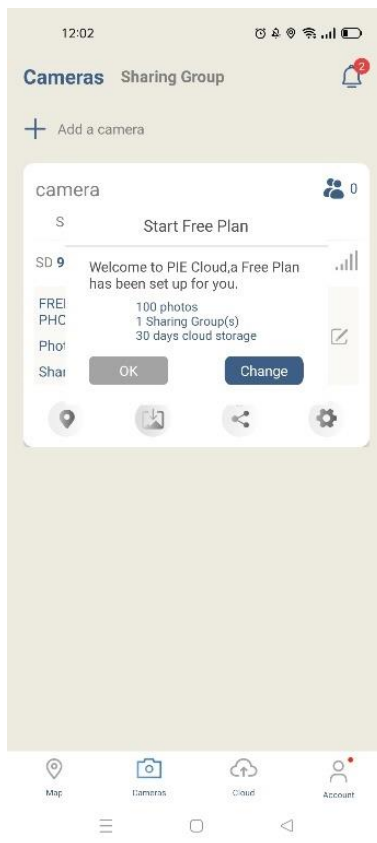 12:02
Cameras Sharing Group
2
Add a camera
camera
0
S
Start Free Plan
SD 9
Welcome to PIE Cloud,a Free Plan
has been set up for you.
FREE
PHO
100 photos
1 Sharing Group(s)
30 days cloud storage
Phot
Shar
OK
Change
Map
Cameras
Cloud
Account